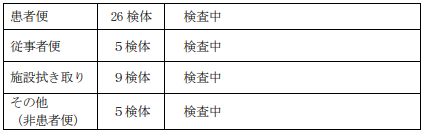 患者便 26 検体 検査中
従事者便 5 検体 検査中
施設拭き取り 9 検体 検査中
その他
（非患者便） 5 検体 検査中